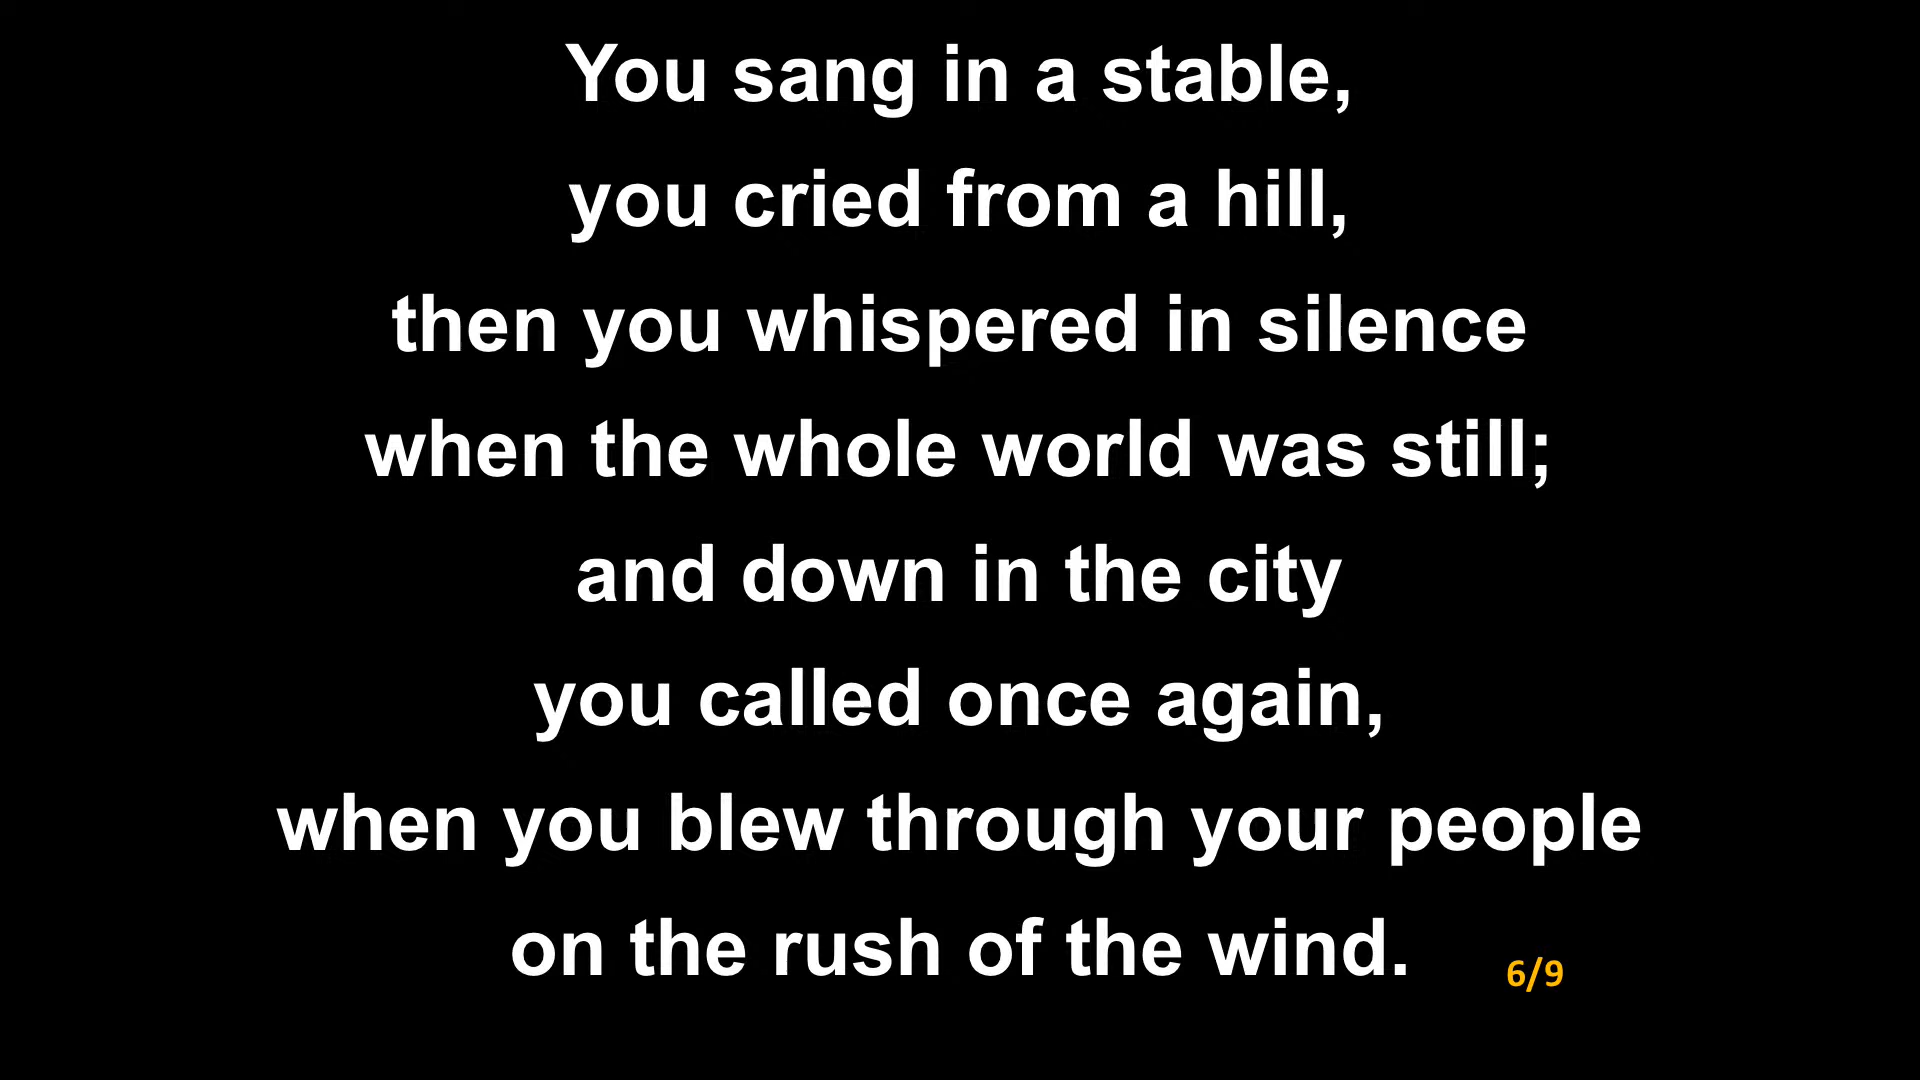 You sang in a stable,
you cried from a hill,
then you whispered in silence
when the whole world was still;
and down in the city
you called once again,
when you blew through your people
on the rush of the wind.
6/9